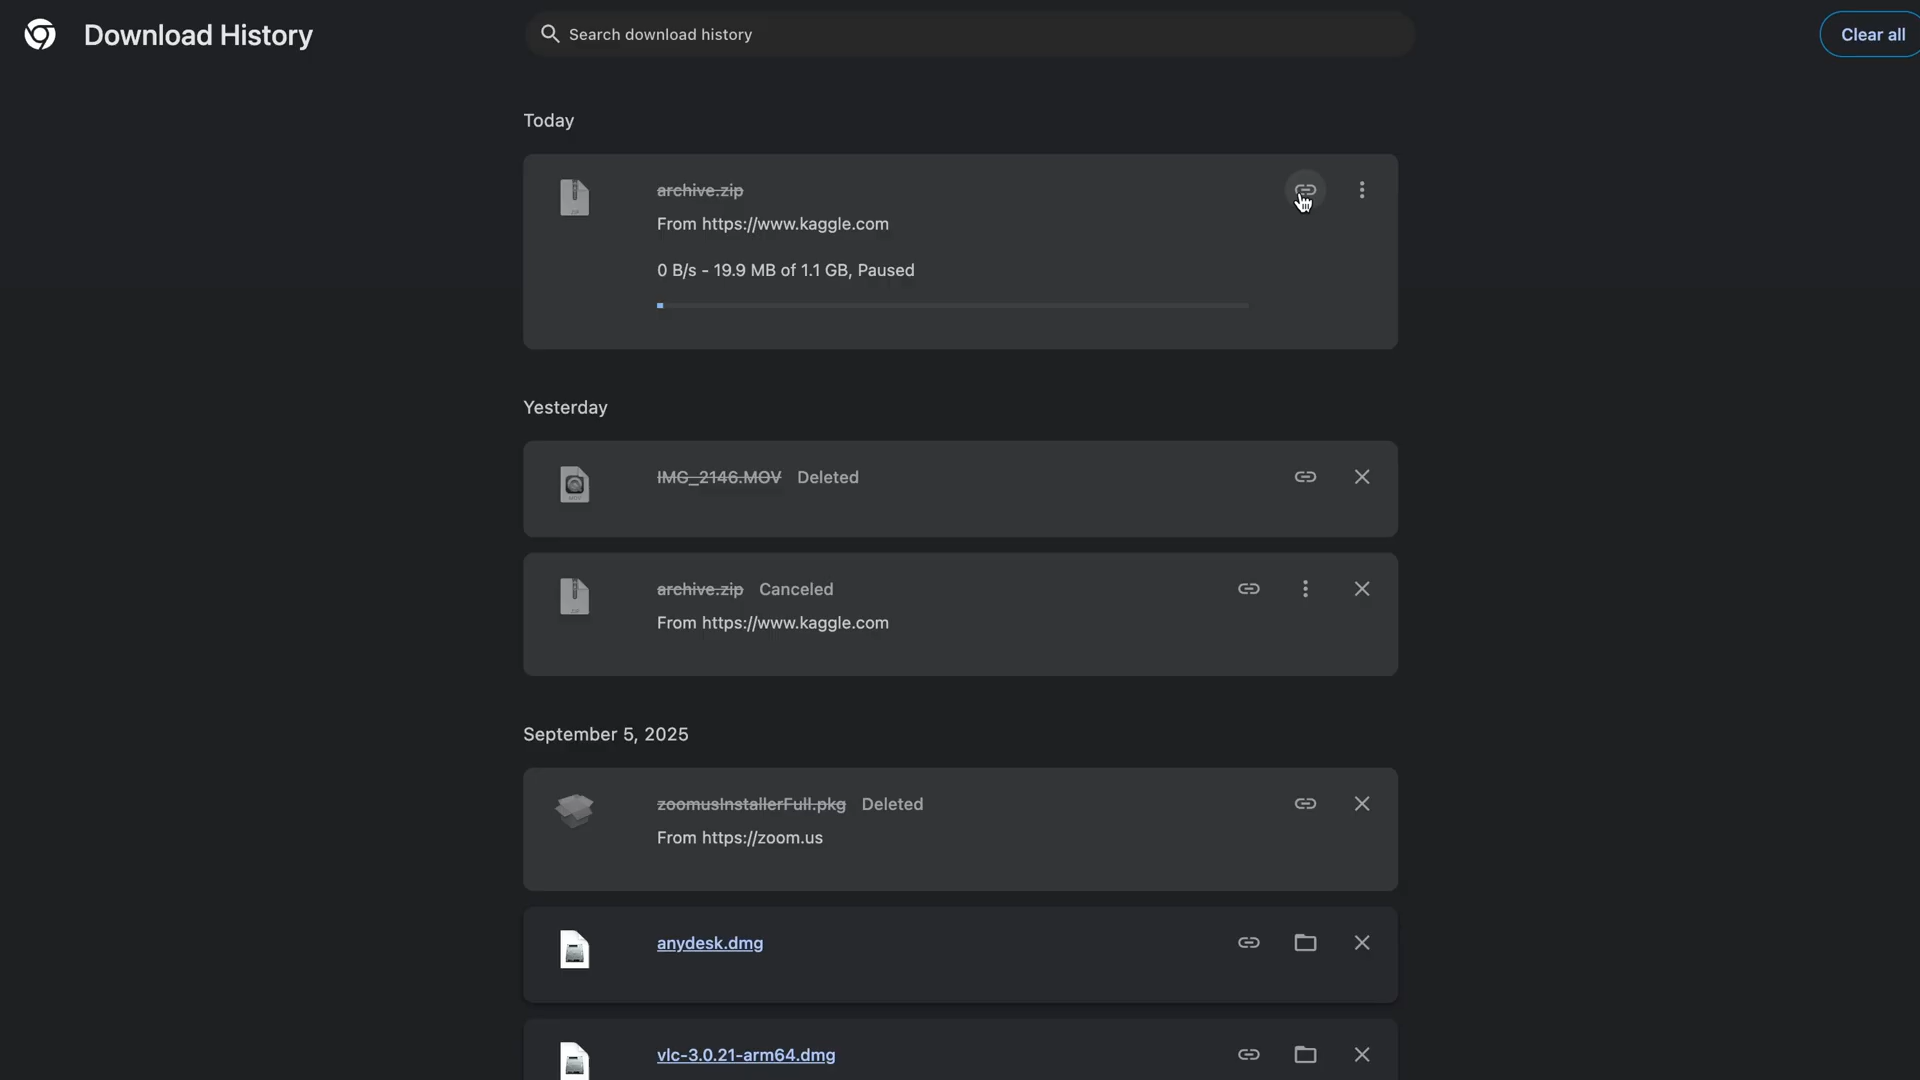 Download History
Search download history
Clear all
Today
archive.zip
From https://www.kaggle.com
0 B/s - 19.9 MB of 1.1 GB, Paused
Yesterday
IMG_2146.MOV Deleted
archive.zip Canceled
From https://www.kaggle.com
September 5, 2025
zoomusInstallerFull.pkg Deleted
From https://zoom.us
anydesk.dmg
vlc-3.0.21-arm64.dmg